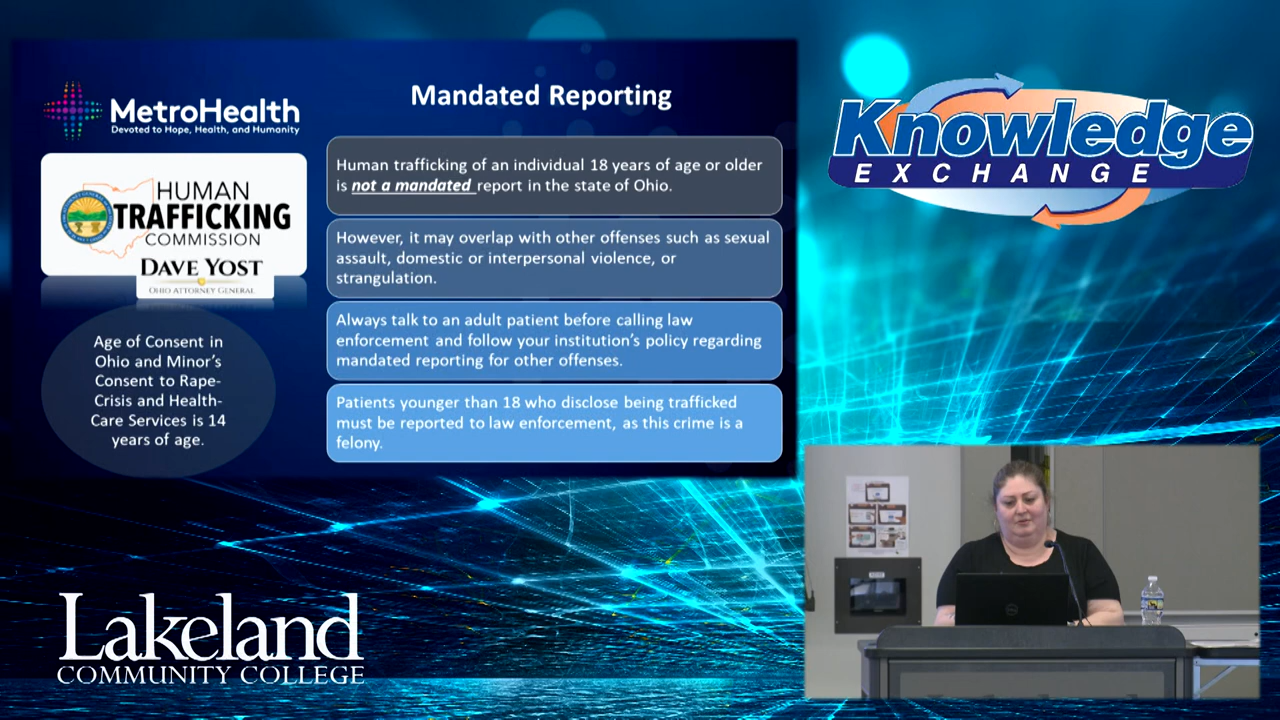 MetroHealth
Devoted to Hope, Health, and Humanity
HUMAN
TRAFFICKING
COMMISSION
DAVE YOST
OHIO ATTORNEY GENERAL
Age of Consent in
Ohio and Minor's
Consent to Rape-
Crisis and Health-
Care Services is 14
years of age.
Mandated Reporting
Human trafficking of an individual 18 years of age or older
is not a mandated report in the state of Ohio.
However, it may overlap with other offenses such as sexual
assault, domestic or interpersonal violence, or
strangulation.
Always talk to an adult patient before calling law
enforcement and follow your institution's policy regarding
mandated reporting for other offenses.
Patients younger than 18 who disclose being trafficked
must be reported to law enforcement, as this crime is a
felony.
Knowledge
EXCHANGE
Lakeland
COMMUNITY COLLEGE